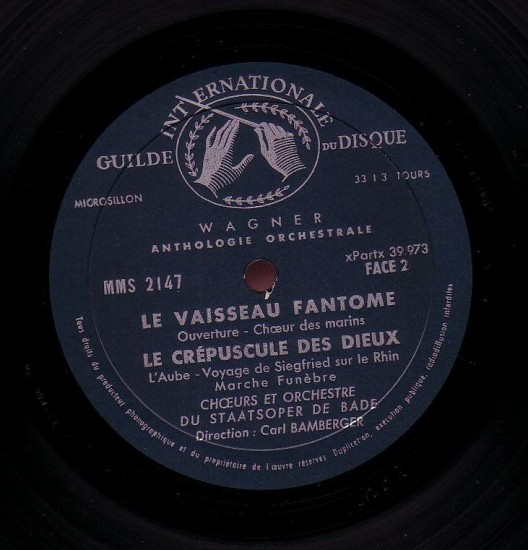 GUILDE INTERNATIONALE DU DISQUE
MICROSILLON
33 1 3 TOURS
WAGNER
ANTHOLOGIE ORCHESTRALE
xPartx 39.973
MMS 2147
FACE 2
LE VAISSEAU FANTOME
Ouverture - Chœur des marins
LE CRÉPUSCULE DES DIEUX
L'Aube - Voyage de Siegfried sur le Rhin
Marche Funèbre
CHŒURS ET ORCHESTRE
DU STAATSOPER DE BADE
Direction : Carl BAMBERGER
Tous droits du producteur phonographique et du propriétaire de l'œuvre réservés Duplication, exécution publique, radiodiffusion interdites